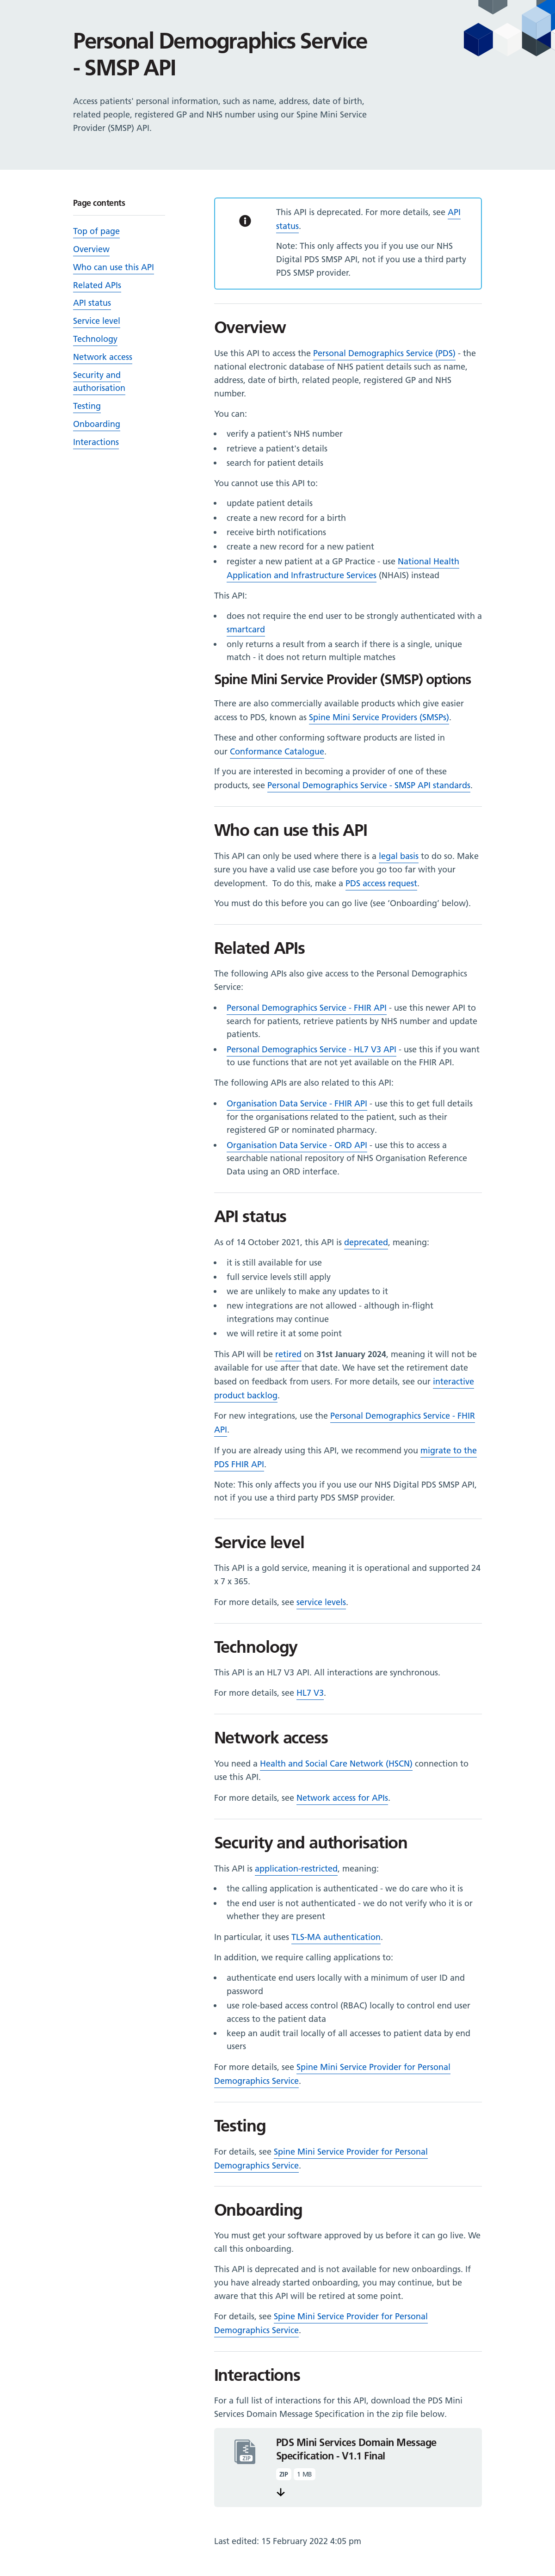 Personal Demographics Service
- SMSP API
Access patients' personal information, such as name, address, date of birth,
related people, registered GP and NHS number using our Spine Mini Service
Provider (SMSP) API.
Page contents
Top of page
Overview
Who can use this API
Related APIs
API status
Service level
Technology
Network access
Security and
authorisation
Testing
Onboarding
Interactions
This API is deprecated. For more details, see API
status.
Note: This only affects you if you use our NHS
Digital PDS SMSP API, not if you use a third party
PDS SMSP provider.
Overview
Use this API to access the Personal Demographics Service (PDS) - the
national electronic database of NHS patient details such as name,
address, date of birth, related people, registered GP and NHS
number.
You can:
• verify a patient's NHS number
• retrieve a patient's details
• search for patient details
You cannot use this API to:
• update patient details
• create a new record for a birth
• receive birth notifications
• create a new record for a new patient
• register a new patient at a GP Practice - use National Health
Application and Infrastructure Services (NHAIS) instead
This API:
• does not require the end user to be strongly authenticated with a
smartcard
• only returns a result from a search if there is a single, unique
match - it does not return multiple matches
Spine Mini Service Provider (SMSP) options
There are also commercially available products which give easier
access to PDS, known as Spine Mini Service Providers (SMSPs).
These and other conforming software products are listed in
our Conformance Catalogue.
If you are interested in becoming a provider of one of these
products, see Personal Demographics Service - SMSP API standards.
Who can use this API
This API can only be used where there is a legal basis to do so. Make
sure you have a valid use case before you go too far with your
development.  To do this, make a PDS access request.
You must do this before you can go live (see 'Onboarding' below).
Related APIs
The following APIs also give access to the Personal Demographics
Service:
• Personal Demographics Service - FHIR API - use this newer API to
search for patients, retrieve patients by NHS number and update
patients.
• Personal Demographics Service - HL7 V3 API - use this if you want
to use functions that are not yet available on the FHIR API.
The following APIs are also related to this API:
• Organisation Data Service - FHIR API - use this to get full details
for the organisations related to the patient, such as their
registered GP or nominated pharmacy.
• Organisation Data Service - ORD API - use this to access a
searchable national repository of NHS Organisation Reference
Data using an ORD interface.
API status
As of 14 October 2021, this API is deprecated, meaning:
• it is still available for use
• full service levels still apply
• we are unlikely to make any updates to it
• new integrations are not allowed - although in-flight
integrations may continue
• we will retire it at some point
This API will be retired on 31st January 2024, meaning it will not be
available for use after that date. We have set the retirement date
based on feedback from users. For more details, see our interactive
product backlog.
For new integrations, use the Personal Demographics Service - FHIR
API.
If you are already using this API, we recommend you migrate to the
PDS FHIR API.
Note: This only affects you if you use our NHS Digital PDS SMSP API,
not if you use a third party PDS SMSP provider.
Service level
This API is a gold service, meaning it is operational and supported 24
x 7 x 365.
For more details, see service levels.
Technology
This API is an HL7 V3 API. All interactions are synchronous.
For more details, see HL7 V3.
Network access
You need a Health and Social Care Network (HSCN) connection to
use this API.
For more details, see Network access for APIs.
Security and authorisation
This API is application-restricted, meaning:
• the calling application is authenticated - we do care who it is
• the end user is not authenticated - we do not verify who it is or
whether they are present
In particular, it uses TLS-MA authentication.
In addition, we require calling applications to:
• authenticate end users locally with a minimum of user ID and
password
• use role-based access control (RBAC) locally to control end user
access to the patient data
• keep an audit trail locally of all accesses to patient data by end
users
For more details, see Spine Mini Service Provider for Personal
Demographics Service.
Testing
For details, see Spine Mini Service Provider for Personal
Demographics Service.
Onboarding
You must get your software approved by us before it can go live. We
call this onboarding.
This API is deprecated and is not available for new onboardings. If
you have already started onboarding, you may continue, but be
aware that this API will be retired at some point.
For details, see Spine Mini Service Provider for Personal
Demographics Service.
Interactions
For a full list of interactions for this API, download the PDS Mini
Services Domain Message Specification in the zip file below.
ZIP
PDS Mini Services Domain Message
Specification - V1.1 Final
ZIP 1 MB
Last edited: 15 February 2022 4:05 pm